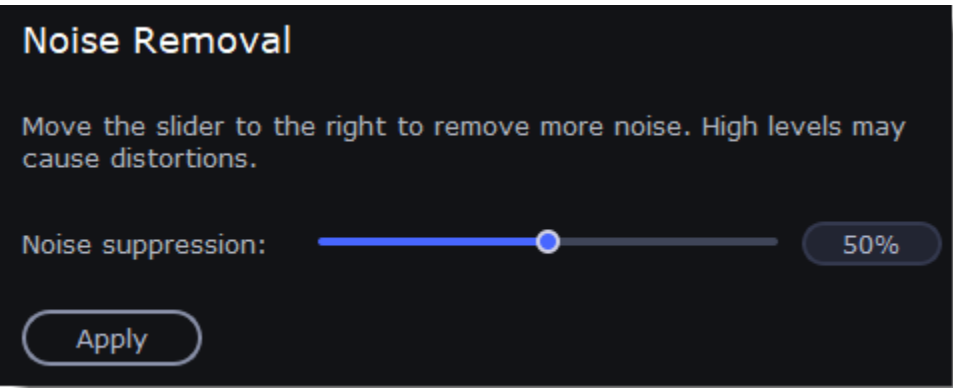 Noise Removal
Move the slider to the right to remove more noise. High levels may
cause distortions.
Noise suppression: 50%
Apply